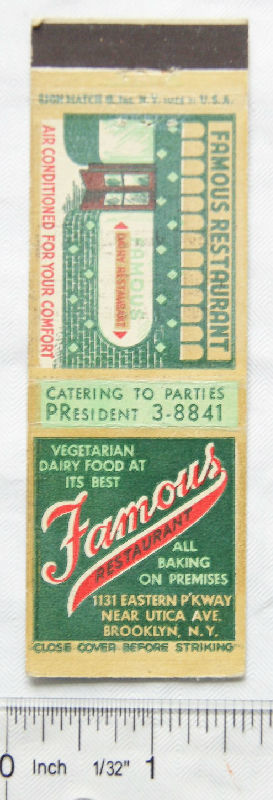 MATCH
N.Y.
U.S.A.
FAMOUS RESTAURANT
FAMOUS
DAIRY RESTAURANT
AIR CONDITIONED FOR YOUR COMFORT
CATERING TO PARTIES
PRESIDENT 3-8841
VEGETARIAN
DAIRY FOOD AT
ITS BEST
Famous
RESTAURANT
ALL
BAKING
ON PREMISES
1131 EASTERN P'KWAY
NEAR UTICA AVE.
BROOKLYN, N.Y.
CLOSE COVER BEFORE STRIKING
0 Inch 1/32" 1